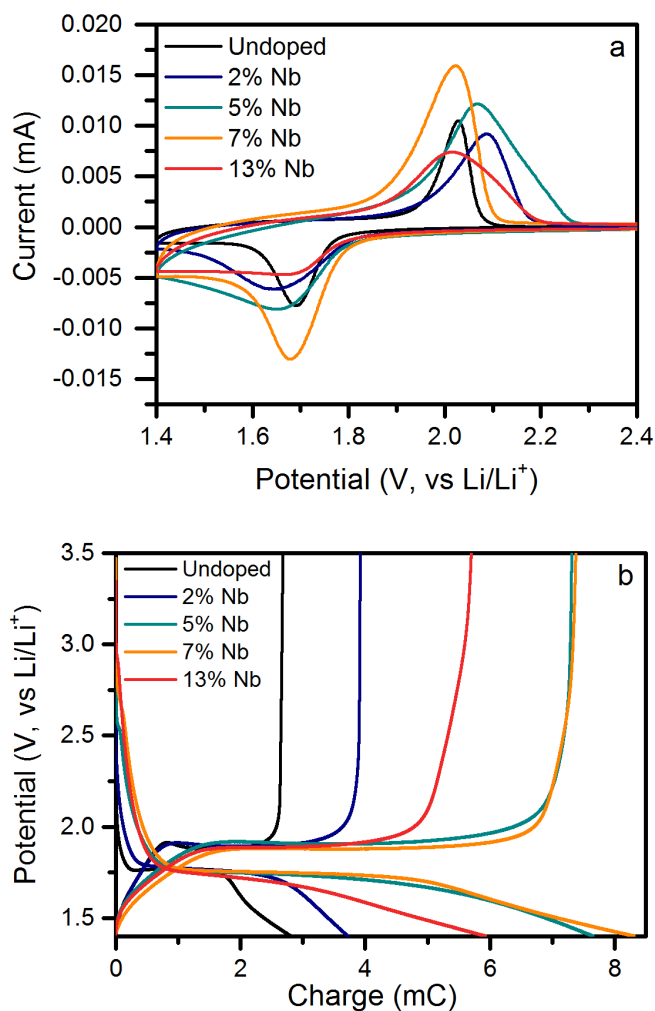 a
0.020
0.015
0.010
0.005
0.000
-0.005
-0.010
-0.015
Current (mA)
Undoped
2% Nb
5% Nb
7% Nb
13% Nb
1.4 1.6 1.8 2.0 2.2 2.4
Potential (V, vs Li/Li⁺)
b
3.5
3.0
2.5
2.0
1.5
Potential (V, vs Li/Li⁺)
Undoped
2% Nb
5% Nb
7% Nb
13% Nb
0 2 4 6 8
Charge (mC)